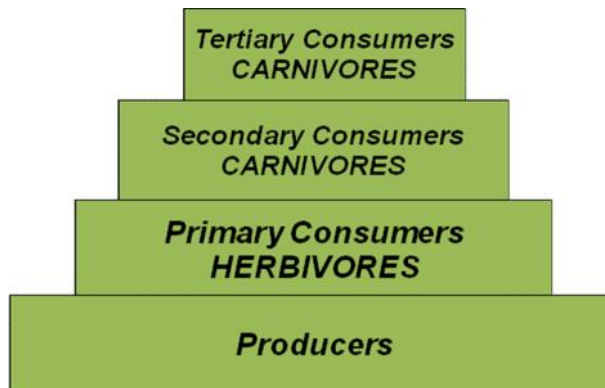 Tertiary Consumers
CARNIVORES
Secondary Consumers
CARNIVORES
Primary Consumers
HERBIVORES
Producers